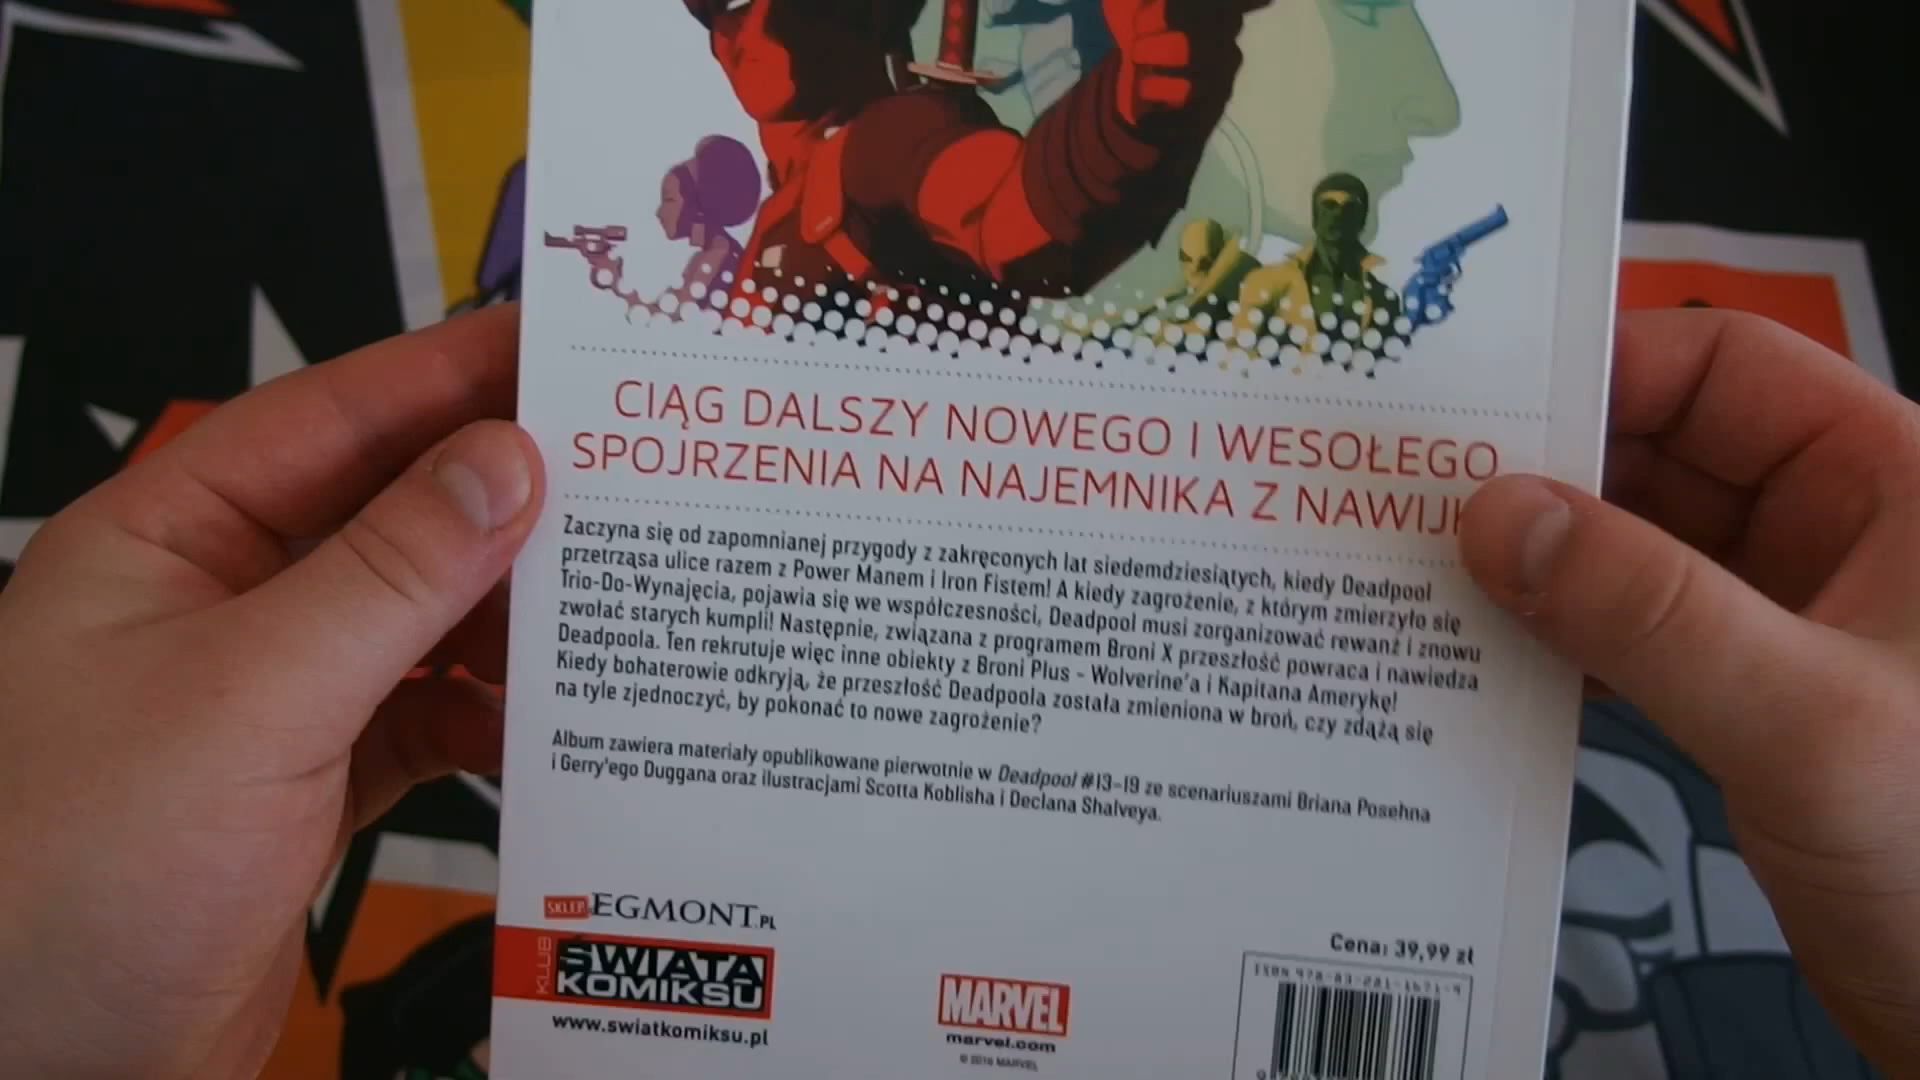 CIĄG DALSZY NOWEGO I WESOŁEGO
SPOJRZENIA NA NAJEMNIKA Z
Zaczyna się od zapomnianej przygody z zakręconych lat siedemdziesiątych, kiedy Deadpool
przetrząsa ulice razem z Power Manem i Iron Fistem! A kiedy zagrożenie, z którym zmierzyło się
Trio-Do-Wynajęcia, pojawia się we współczesności, Deadpool musi zorganizować rewanż i znowu
zwołać starych kumpli! Następnie, związana z programem Broni X przeszłość powraca i nawiedza
Deadpoola. Ten rekrutuje więc inne obiekty z Broni Plus - Wolverine'a i Kapitana Amerykę!
Kiedy bohaterowie odkryją, że przeszłość Deadpoola została zmieniona w broń, czy zdążą się
na tyle zjednoczyć, by pokonać to nowe zagrożenie?
Album zawiera materiały opublikowane pierwotnie w Deadpool #13-19 ze scenariuszami Briana Posehna
i Gerry'ego Duggana oraz ilustracjami Scotta Koblisha i Declana Shalveya.
SKLEP EGMONT.PL
KLUB ŚWIATA
KOMIKSU
www.swiatkomiksu.pl
MARVEL
marvel.com
© 2016 MARVEL
Cena: 39,99 zł
ISBN 978-83-281-1671-9